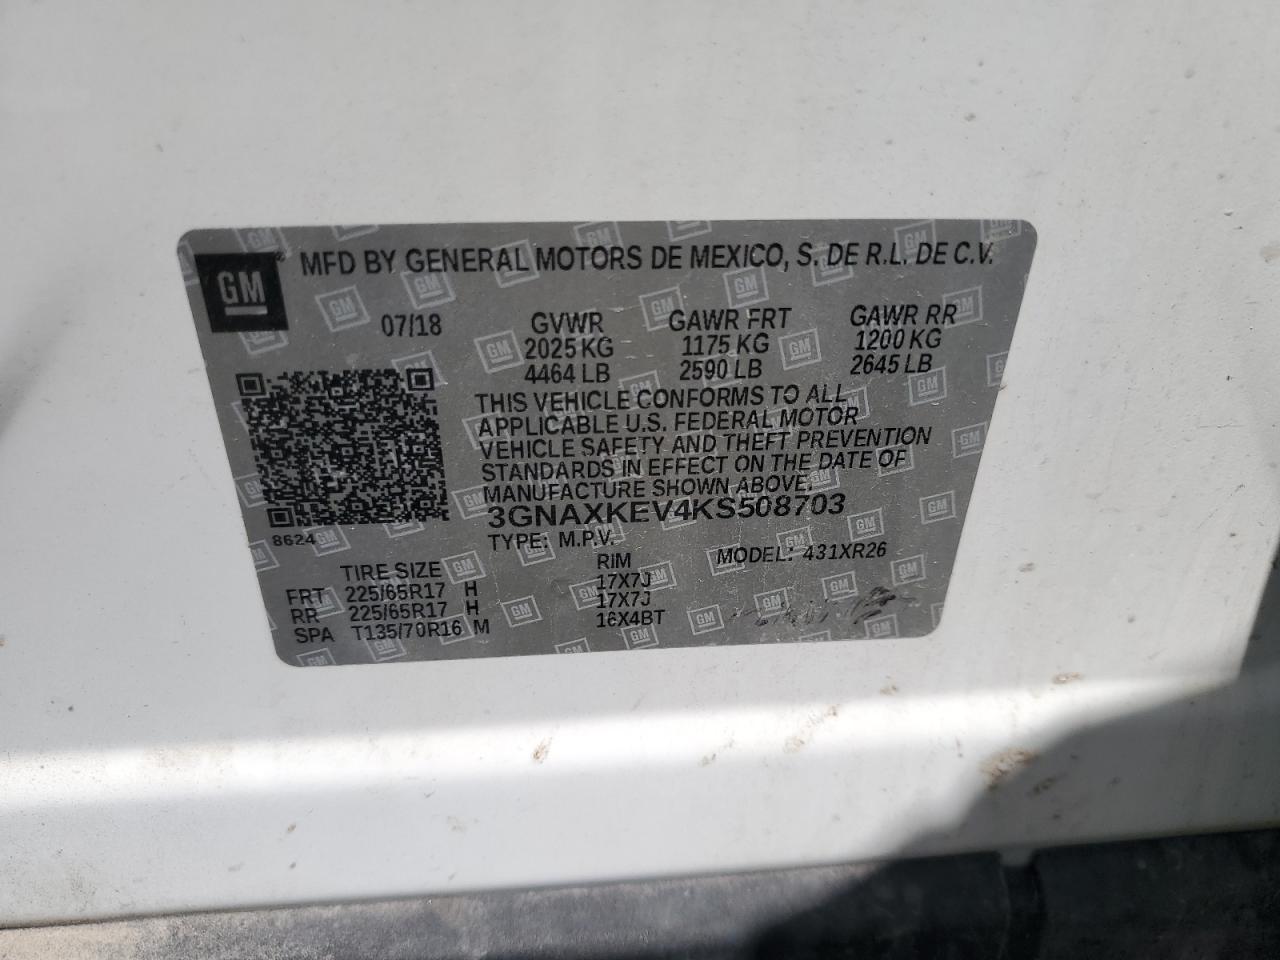 GM ® MFD BY GENERAL MOTORS DE MEXICO, S. DE R.L. DE C.V.
07/18 GVWR GAWR FRT GAWR RR
2025 KG 1175 KG 1200 KG
4464 LB 2590 LB 2645 LB
THIS VEHICLE CONFORMS TO ALL
APPLICABLE U.S. FEDERAL MOTOR
VEHICLE SAFETY AND THEFT PREVENTION
STANDARDS IN EFFECT ON THE DATE OF
MANUFACTURE SHOWN ABOVE.
3GNAXKEV4KS508703
8624 TYPE: M.P.V. MODEL: 431XR26
TIRE SIZE RIM
FRT 225/65R17 H 17X7J
RR 225/65R17 H 17X7J
SPA T135/70R16 M 16X4BT